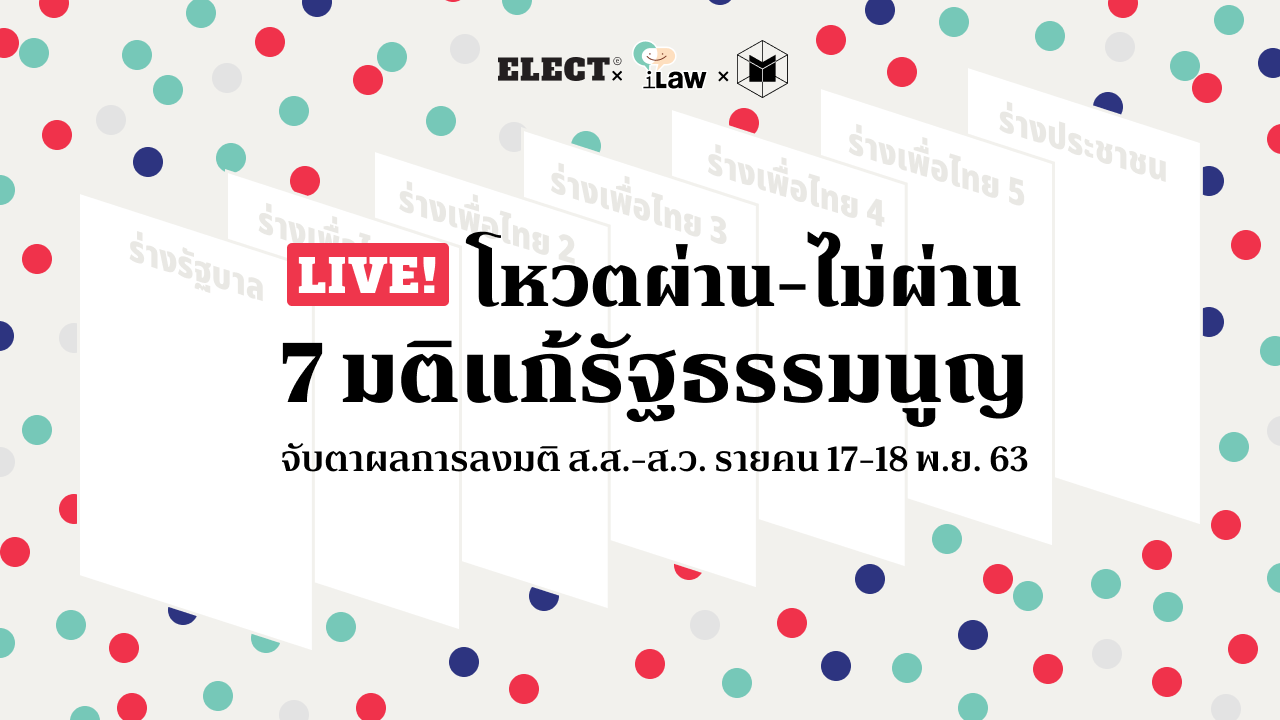 ELECT © × iLaw ×
ร่างรัฐบาล
ร่างเพื่อไทย 2
ร่างเพื่อไทย 3
ร่างเพื่อไทย 4
ร่างเพื่อไทย 5
ร่างประชาชน
LIVE! โหวตผ่าน-ไม่ผ่าน
7 มติแก้รัฐธรรมนูญ
จับตาผลการลงมติ ส.ส.-ส.ว. รายคน 17-18 พ.ย. 63